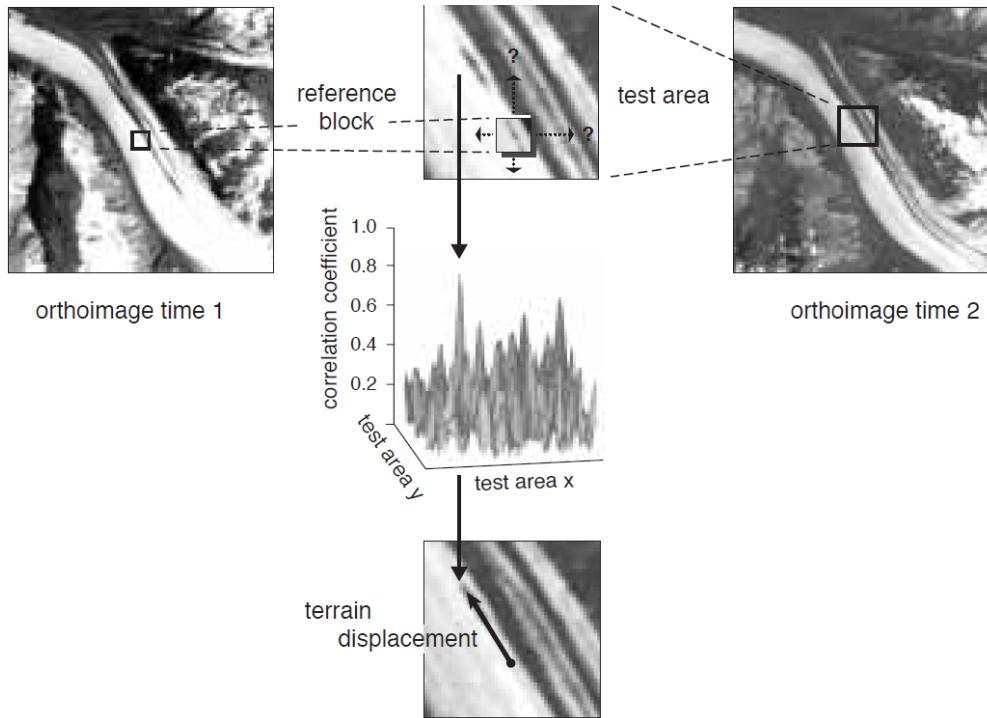 reference
block
?
?
test area
orthoimage time 1
orthoimage time 2
correlation coefficient
1.0
0.8
0.6
0.4
0.2
test area y
test area x
terrain
displacement